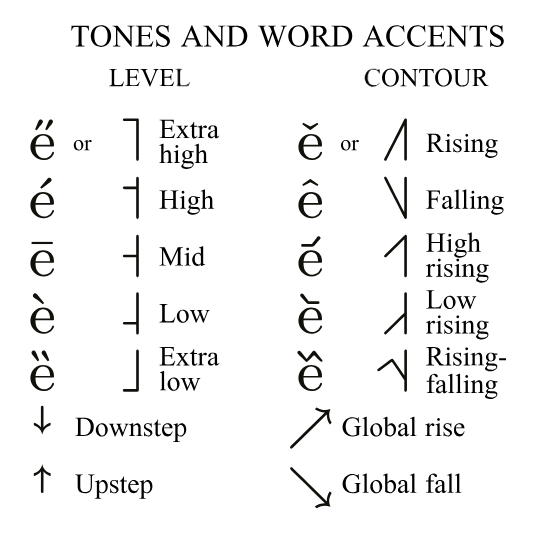 TONES AND WORD ACCENTS
LEVEL CONTOUR
e̋ or ˥ Extra high ě or ˩˥ Rising
é ˦ High ê ˥˩ Falling
ē ˧ Mid e᷄ ˧˥ High rising
è ˨ Low e᷅ ˩˧ Low rising
ȅ ˩ Extra low e᷈ ˧˦˨ Rising-falling
↓ Downstep ↗ Global rise
↑ Upstep ↘ Global fall